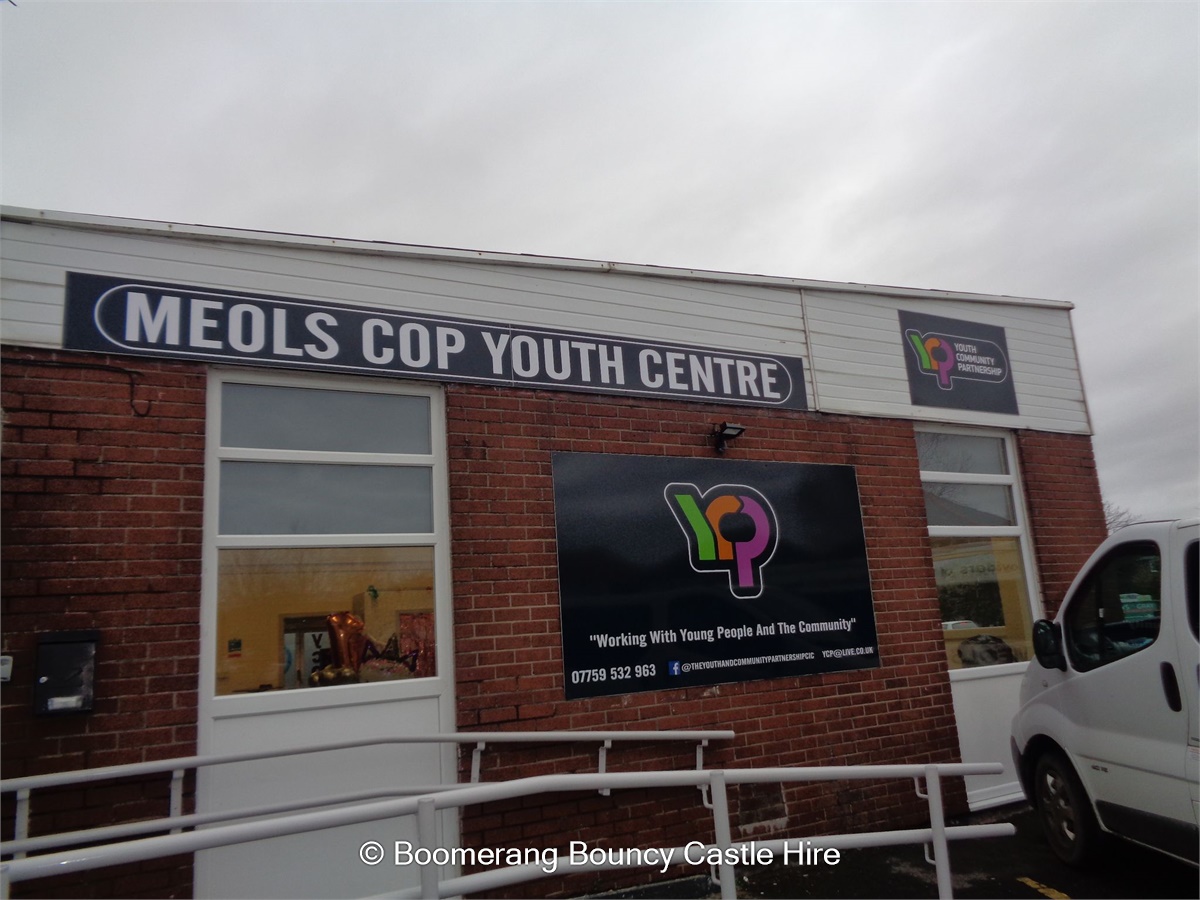 MEOLS COP YOUTH CENTRE
YCP
YOUTH
COMMUNITY
PARTNERSHIP
YCP
"Working With Young People And The Community"
07759 532 963 f @THEYOUTHANDCOMMUNITYPARTNERSHIPCIC YCP@LIVE.CO.UK
© Boomerang Bouncy Castle Hire